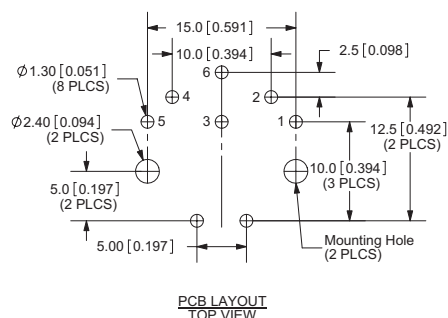 15.0 [0.591]
10.0 [0.394]
2.5 [0.098]
6
Ø1.30 [0.051]
(8 PLCS)
4
2
5
3
1
Ø2.40 [0.094]
(2 PLCS)
12.5 [0.492]
(2 PLCS)
10.0 [0.394]
(3 PLCS)
5.0 [0.197]
(2 PLCS)
5.00 [0.197]
Mounting Hole
(2 PLCS)
PCB LAYOUT
TOP VIEW